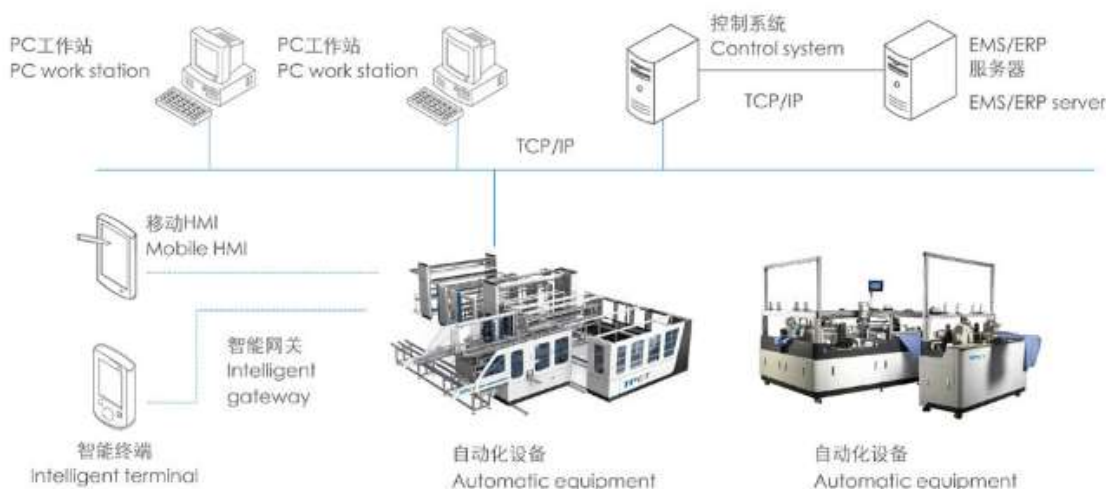 PC工作站
PC work station
PC工作站
PC work station
控制系统
Control system
EMS/ERP
服务器
EMS/ERP server
TCP/IP
TCP/IP
移动HMI
Mobile HMI
智能网关
Intelligent
gateway
智能终端
Intelligent terminal
自动化设备
Automatic equipment
自动化设备
Automatic equipment